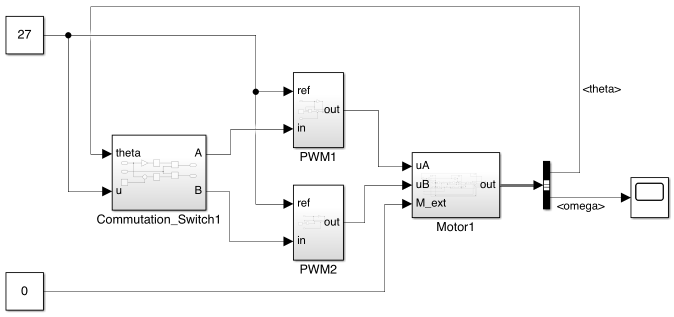 27
ref
out
in
PWM1
<theta>
theta
A
u
B
Commutation_Switch1
uA
uB
out
M_ext
Motor1
<omega>
ref
out
in
PWM2
0